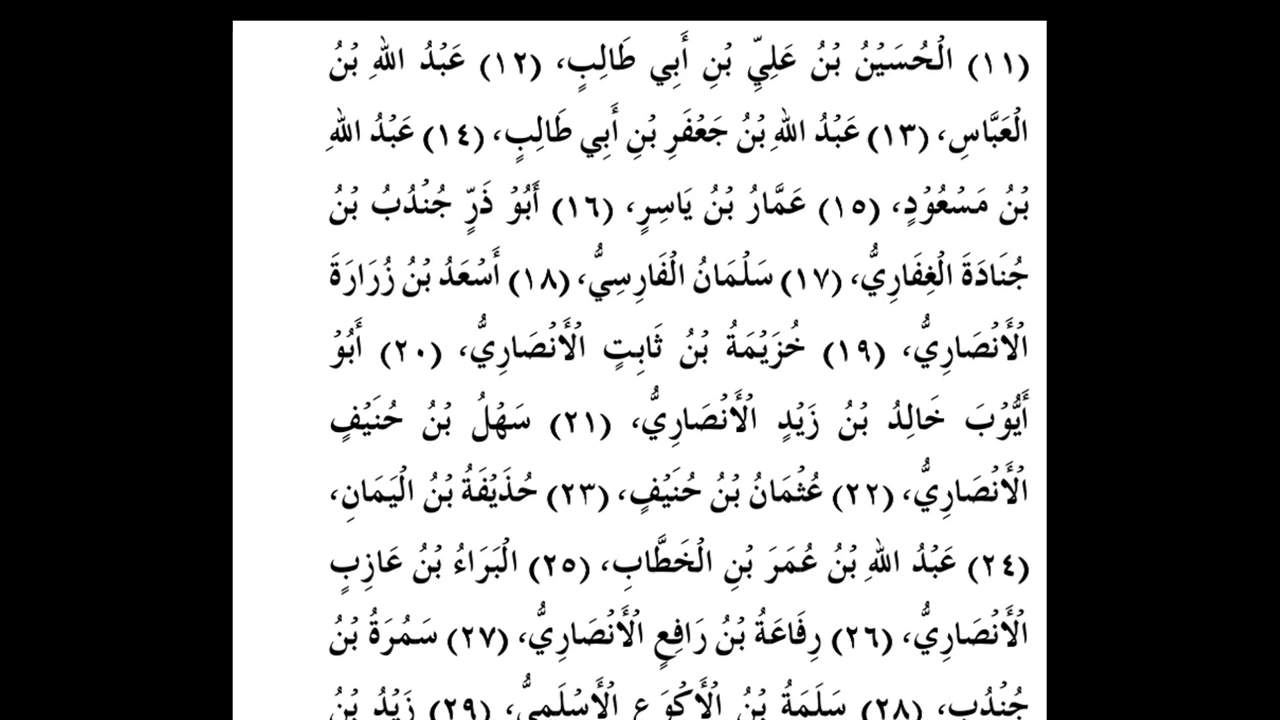 (١١) الْحُسَيْنُ بْنُ عَلِيِّ بْنِ أَبِي طَالِبٍ، (١٢) عَبْدُ اللهِ بْنُ
الْعَبَّاسِ، (١٣) عَبْدُ اللهِ بْنُ جَعْفَرِ بْنِ أَبِي طَالِبٍ، (١٤) عَبْدُ اللهِ
بْنُ مَسْعُوْدٍ، (١٥) عَمَّارُ بْنُ يَاسِرٍ، (١٦) أَبُوْ ذَرٍّ جُنْدُبُ بْنُ
جُنَادَةَ الْغِفَارِيُّ، (١٧) سَلْمَانُ الْفَارِسِيُّ، (١٨) أَسْعَدُ بْنُ زُرَارَةَ
الْأَنْصَارِيُّ، (١٩) خُزَيْمَةُ بْنُ ثَابِتٍ الْأَنْصَارِيُّ، (٢٠) أَبُوْ
أَيُّوْبَ خَالِدُ بْنُ زَيْدٍ الْأَنْصَارِيُّ، (٢١) سَهْلُ بْنُ حُنَيْفٍ
الْأَنْصَارِيُّ، (٢٢) عُثْمَانُ بْنُ حُنَيْفٍ، (٢٣) حُذَيْفَةُ بْنُ الْيَمَانِ،
(٢٤) عَبْدُ اللهِ بْنُ عُمَرَ بْنِ الْخَطَّابِ، (٢٥) الْبَرَاءُ بْنُ عَازِبٍ
الْأَنْصَارِيُّ، (٢٦) رِفَاعَةُ بْنُ رَافِعٍ الْأَنْصَارِيُّ، (٢٧) سَمُرَةُ بْنُ
جُنْدُبٍ، (٢٨) سَلَمَةُ بْنُ الْأَكْوَعِ الْأَسْلَمِيُّ، (٢٩) زَيْدُ بْنُ